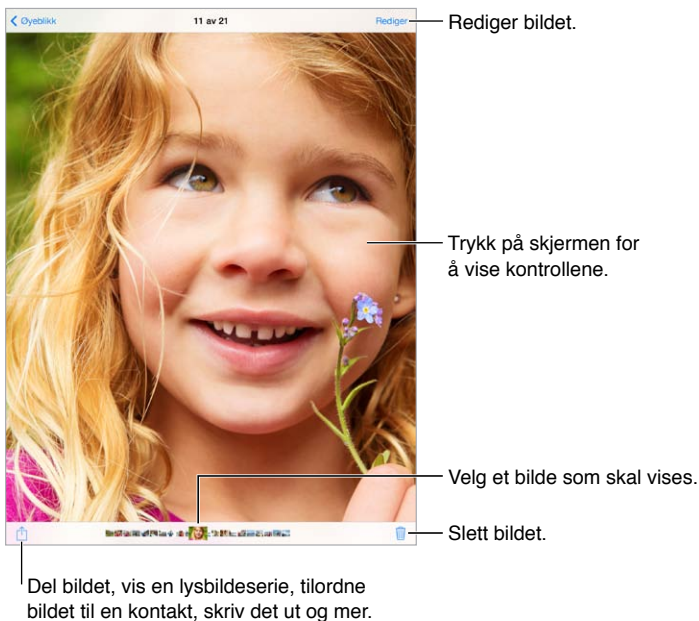 Øyeblikk 11 av 21 Rediger
Rediger bildet.
Trykk på skjermen for
å vise kontrollene.
Velg et bilde som skal vises.
Slett bildet.
Del bildet, vis en lysbildeserie, tilordne
bildet til en kontakt, skriv det ut og mer.